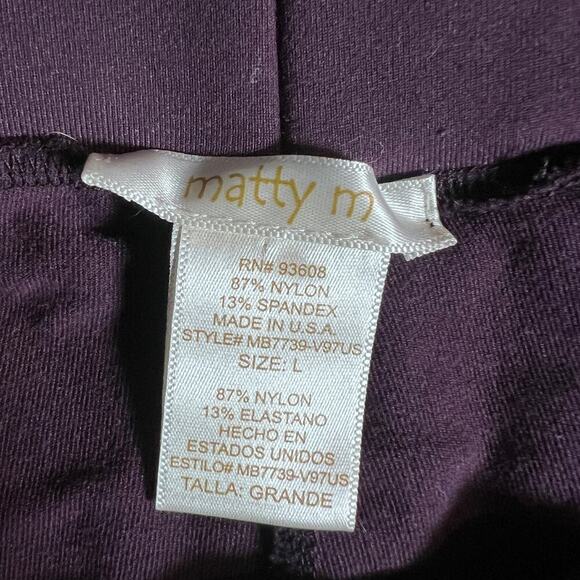 matty m
RN# 93608
87% NYLON
13% SPANDEX
MADE IN U.S.A.
STYLE# MB7739-V97US
SIZE: L
87% NYLON
13% ELASTANO
HECHO EN
ESTADOS UNIDOS
ESTILO# MB7739-V97US
TALLA: GRANDE